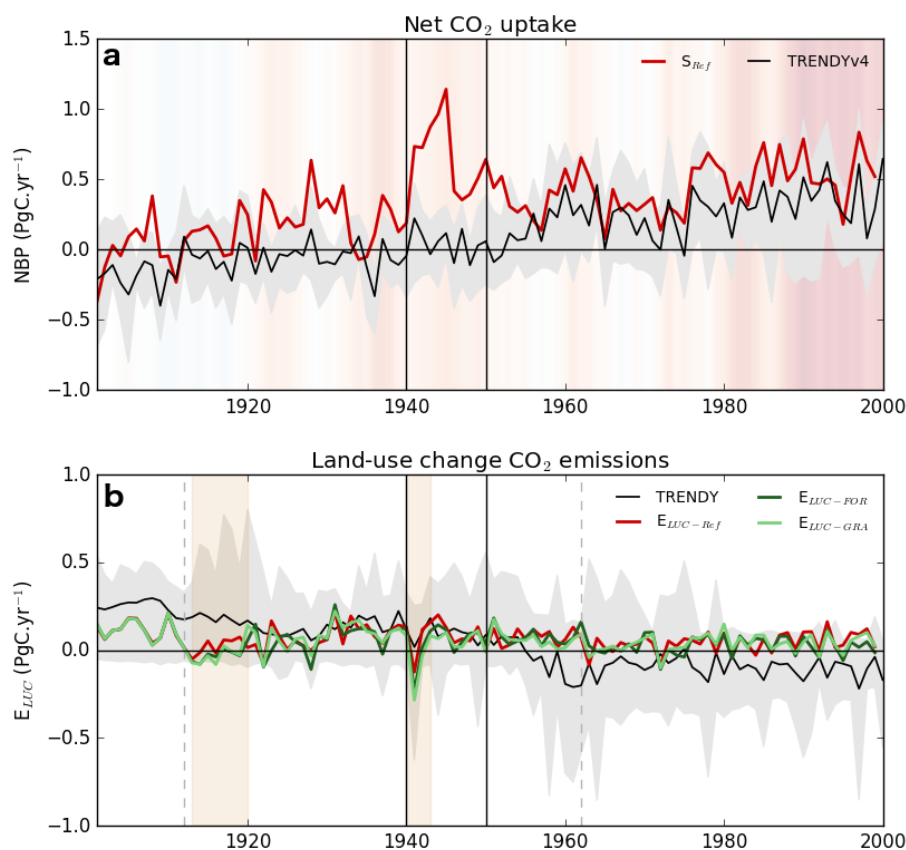 Net CO₂ uptake
a
S_Ref TRENDYv4
NBP (PgC.yr⁻¹)
1.5
1.0
0.5
0.0
−0.5
−1.0
1920 1940 1960 1980 2000
Land-use change CO₂ emissions
b
TRENDY E_LUC−FOR
E_LUC−Ref E_LUC−GRA
E_LUC (PgC.yr⁻¹)
1.0
0.5
0.0
−0.5
−1.0
1920 1940 1960 1980 2000